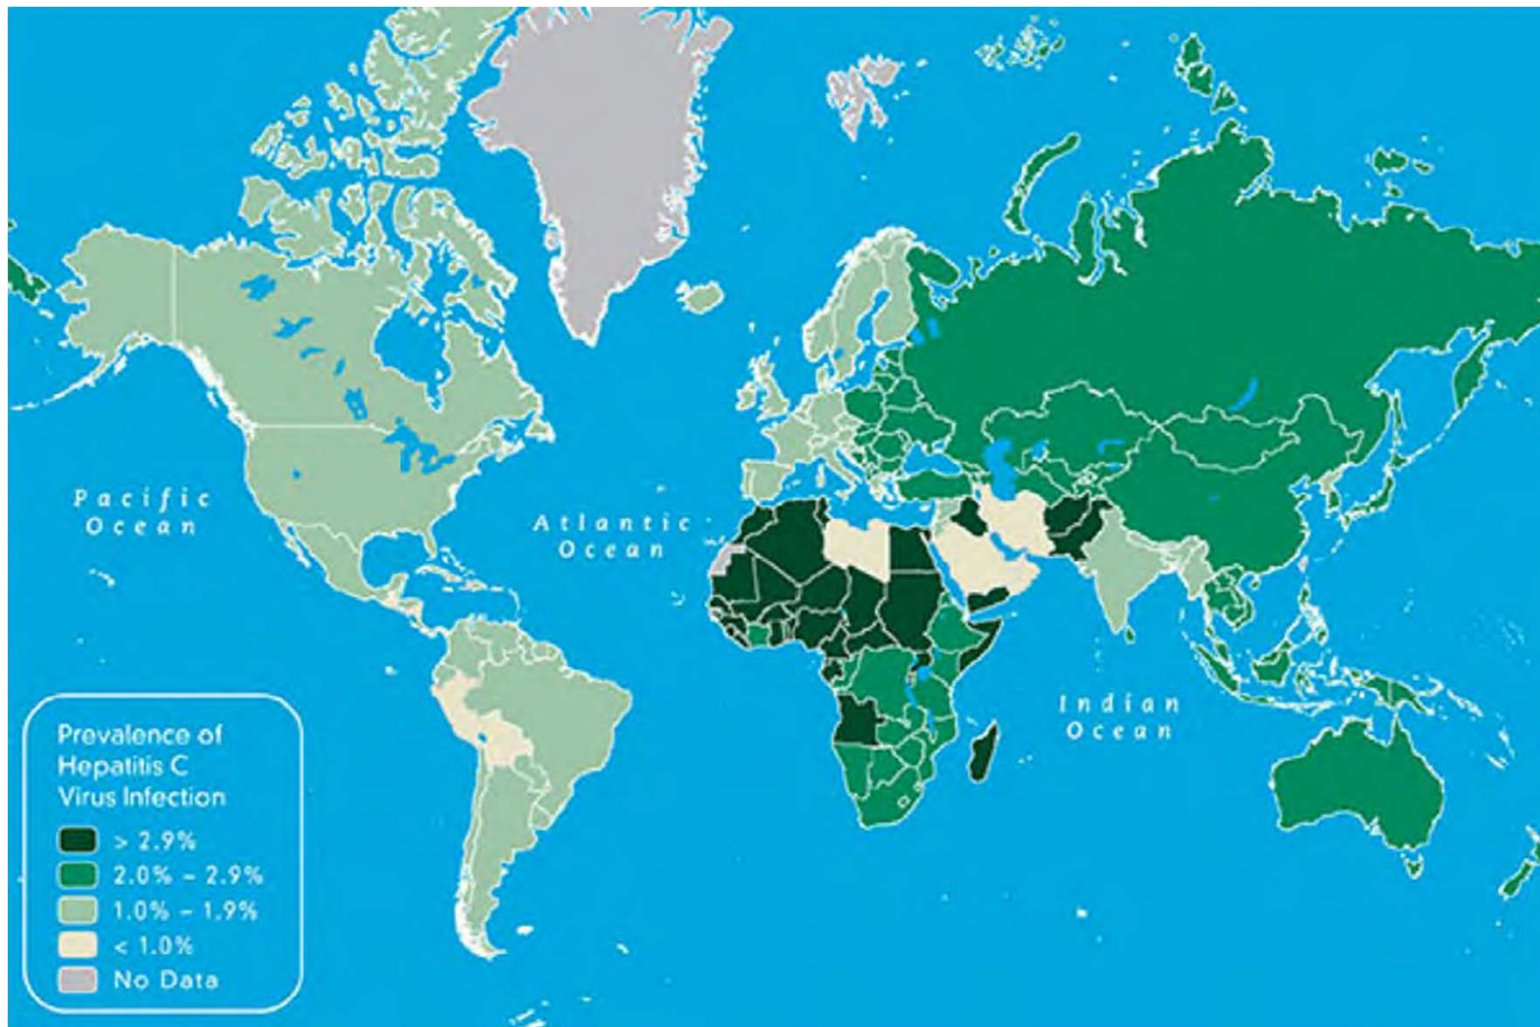 Pacific
Ocean
Atlantic
Ocean
Indian
Ocean
Prevalence of
Hepatitis C
Virus Infection
> 2.9%
2.0% – 2.9%
1.0% – 1.9%
< 1.0%
No Data